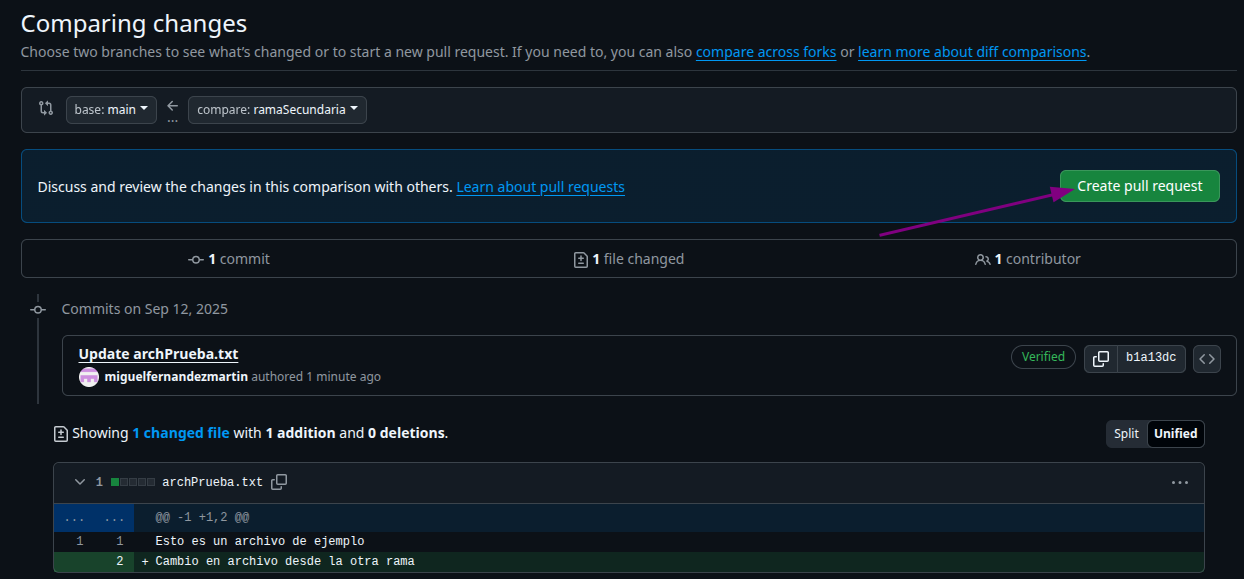 Comparing changes
Choose two branches to see what's changed or to start a new pull request. If you need to, you can also compare across forks or learn more about diff comparisons.
base: main ... compare: ramaSecundaria
Discuss and review the changes in this comparison with others. Learn about pull requests
Create pull request
1 commit
1 file changed
1 contributor
Commits on Sep 12, 2025
Update archPrueba.txt
miguelfernandezmartin authored 1 minute ago
Verified
b1a13dc
Showing 1 changed file with 1 addition and 0 deletions.
Split Unified
1 archPrueba.txt
... ... @@ -1 +1,2 @@
1 1 Esto es un archivo de ejemplo
2 + Cambio en archivo desde la otra rama